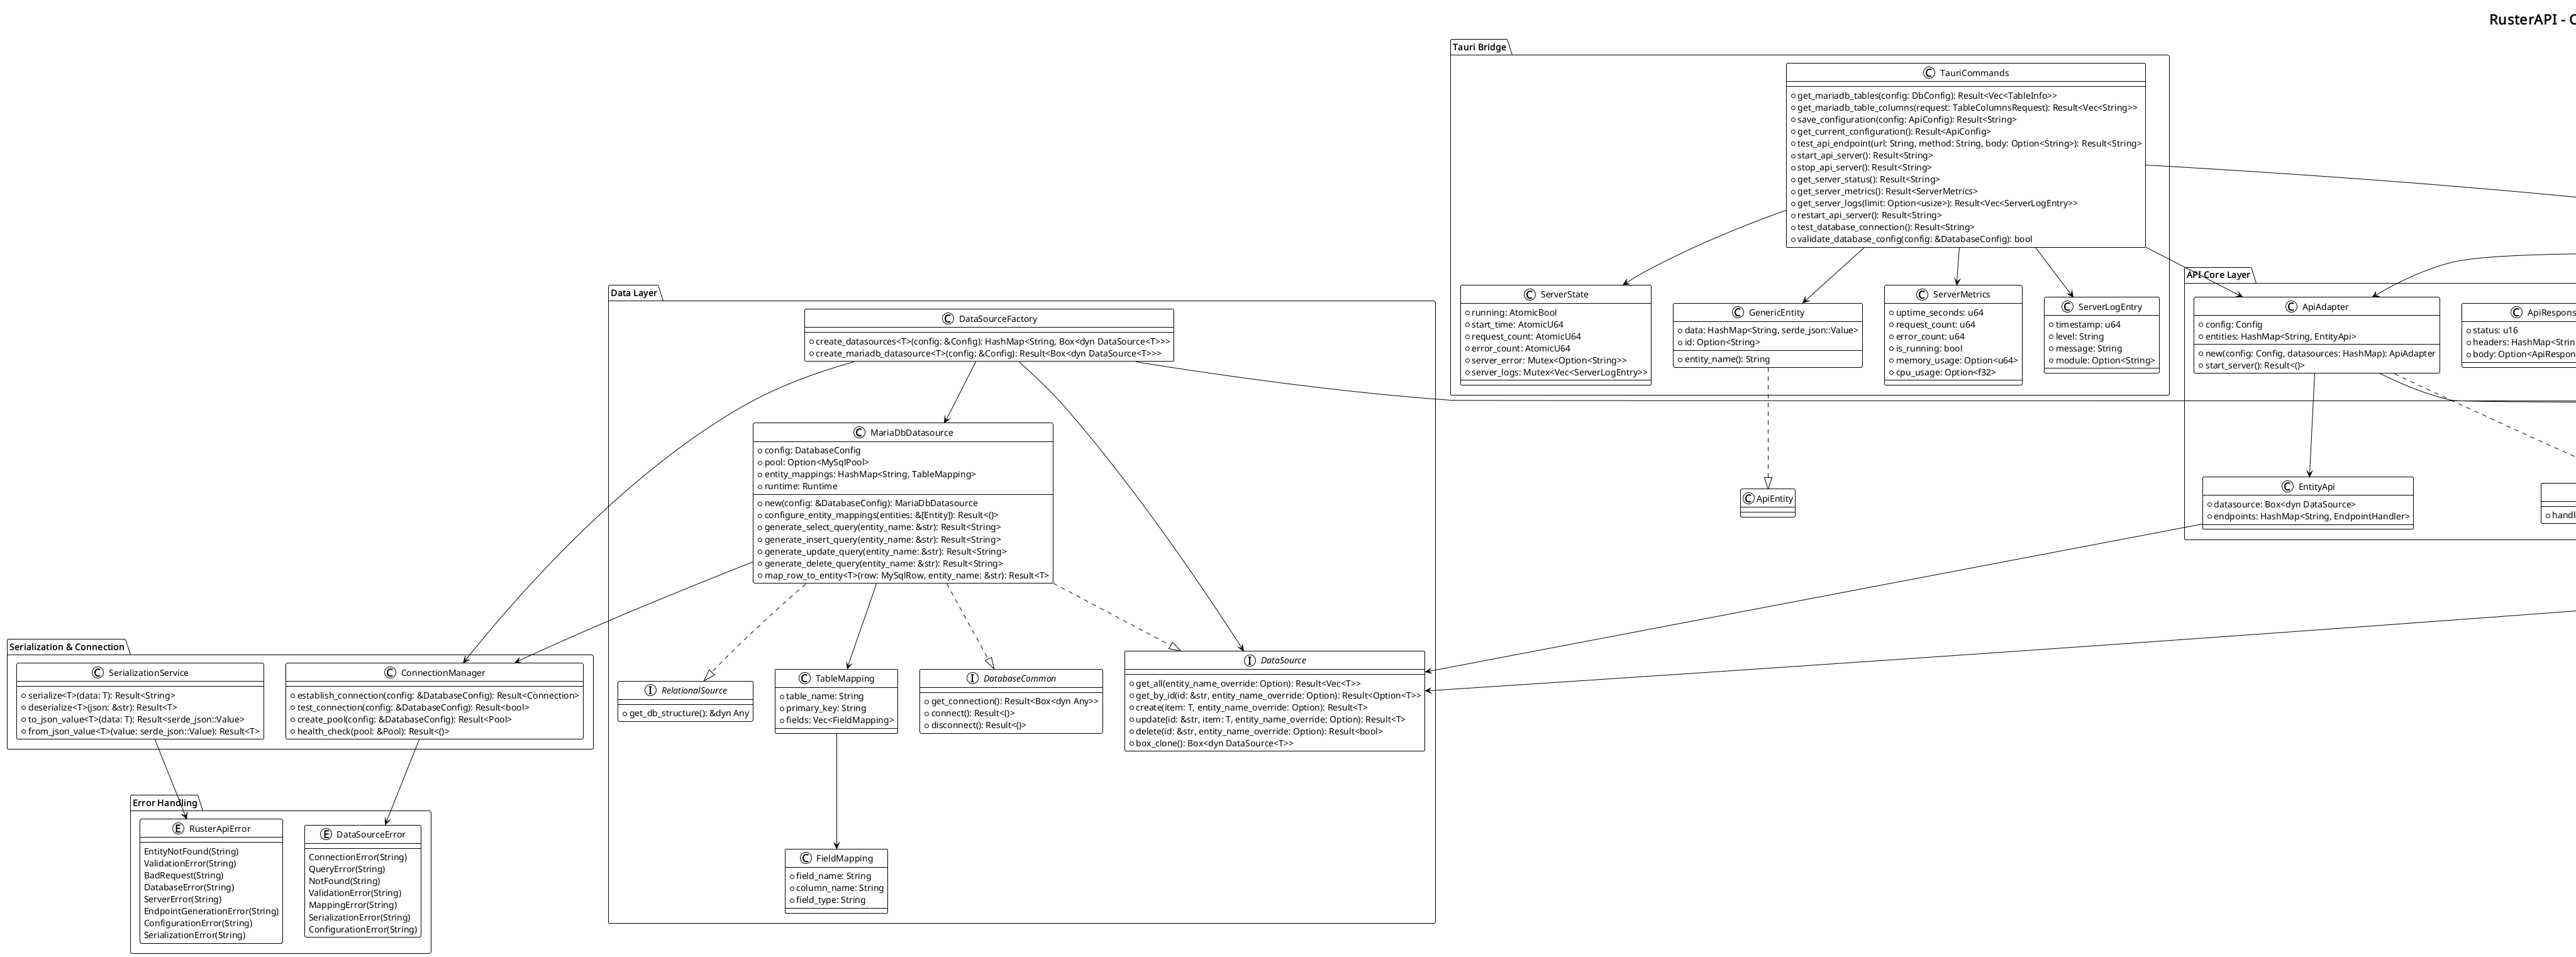 RusterAPI - C
Tauri Bridge
TauriCommands
get_mariadb_tables(config: DbConfig): Result<Vec<TableInfo>>
get_mariadb_table_columns(request: TableColumnsRequest): Result<Vec<String>>
save_configuration(config: ApiConfig): Result<String>
get_current_configuration(): Result<ApiConfig>
test_api_endpoint(url: String, method: String, body: Option<String>): Result<String>
start_api_server(): Result<String>
stop_api_server(): Result<String>
get_server_status(): Result<String>
get_server_metrics(): Result<ServerMetrics>
get_server_logs(limit: Option<usize>): Result<Vec<ServerLogEntry>>
restart_api_server(): Result<String>
test_database_connection(): Result<String>
validate_database_config(config: &DatabaseConfig): bool
ServerState
running: AtomicBool
start_time: AtomicU64
request_count: AtomicU64
error_count: AtomicU64
server_error: Mutex<Option<String>>
server_logs: Mutex<Vec<ServerLogEntry>>
GenericEntity
data: HashMap<String, serde_json::Value>
id: Option<String>
entity_name(): String
ServerMetrics
uptime_seconds: u64
request_count: u64
error_count: u64
is_running: bool
memory_usage: Option<u64>
cpu_usage: Option<f32>
ServerLogEntry
timestamp: u64
level: String
message: String
module: Option<String>
API Core Layer
ApiAdapter
config: Config
entities: HashMap<String, EntityApi>
new(config: Config, datasources: HashMap): ApiAdapter
start_server(): Result<()>
ApiRespons
status: u16
headers: HashMap<Strin
body: Option<ApiRespon
EntityApi
datasource: Box<dyn DataSource>
endpoints: HashMap<String, EndpointHandler>
handl
ApiEntity
Data Layer
DataSourceFactory
create_datasources<T>(config: &Config): HashMap<String, Box<dyn DataSource<T>>>
create_mariadb_datasource<T>(config: &Config): Result<Box<dyn DataSource<T>>>
MariaDbDatasource
config: DatabaseConfig
pool: Option<MySqlPool>
entity_mappings: HashMap<String, TableMapping>
runtime: Runtime
new(config: &DatabaseConfig): MariaDbDatasource
configure_entity_mappings(entities: &[Entity]): Result<()>
generate_select_query(entity_name: &str): Result<String>
generate_insert_query(entity_name: &str): Result<String>
generate_update_query(entity_name: &str): Result<String>
generate_delete_query(entity_name: &str): Result<String>
map_row_to_entity<T>(row: MySqlRow, entity_name: &str): Result<T>
RelationalSource
get_db_structure(): &dyn Any
TableMapping
table_name: String
primary_key: String
fields: Vec<FieldMapping>
DatabaseCommon
get_connection(): Result<Box<dyn Any>>
connect(): Result<()>
disconnect(): Result<()>
DataSource
get_all(entity_name_override: Option): Result<Vec<T>>
get_by_id(id: &str, entity_name_override: Option): Result<Option<T>>
create(item: T, entity_name_override: Option): Result<T>
update(id: &str, item: T, entity_name_override: Option): Result<T>
delete(id: &str, entity_name_override: Option): Result<bool>
box_clone(): Box<dyn DataSource<T>>
FieldMapping
field_name: String
column_name: String
field_type: String
Serialization & Connection
SerializationService
serialize<T>(data: T): Result<String>
deserialize<T>(json: &str): Result<T>
to_json_value<T>(data: T): Result<serde_json::Value>
from_json_value<T>(value: serde_json::Value): Result<T>
ConnectionManager
establish_connection(config: &DatabaseConfig): Result<Connection>
test_connection(config: &DatabaseConfig): Result<bool>
create_pool(config: &DatabaseConfig): Result<Pool>
health_check(pool: &Pool): Result<()>
Error Handling
RusterApiError
EntityNotFound(String)
ValidationError(String)
BadRequest(String)
DatabaseError(String)
ServerError(String)
EndpointGenerationError(String)
ConfigurationError(String)
SerializationError(String)
DataSourceError
ConnectionError(String)
QueryError(String)
NotFound(String)
ValidationError(String)
MappingError(String)
SerializationError(String)
ConfigurationError(String)